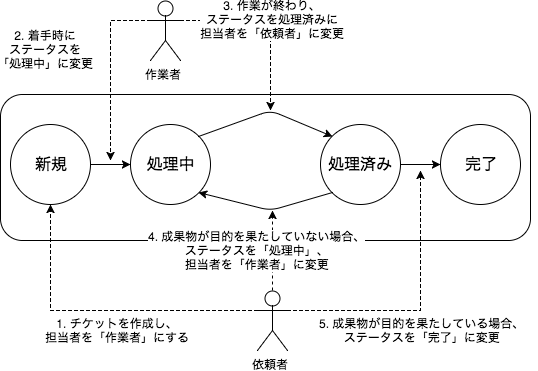 3. 作業が終わり、
ステータスを処理済みに
担当者を「依頼者」に変更
2. 着手時に
ステータスを
「処理中」に変更
作業者
新規
処理中
処理済み
完了
4. 成果物が目的を果たしていない場合、
ステータスを「処理中」、
担当者を「作業者」に変更
1. チケットを作成し、
担当者を「作業者」にする
5. 成果物が目的を果たしている場合、
ステータスを「完了」に変更
依頼者